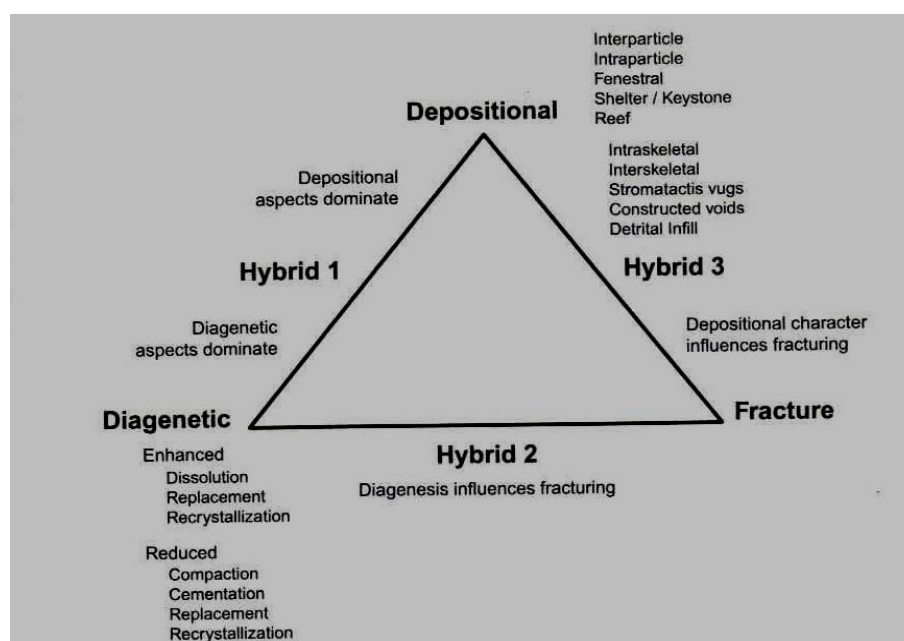 Interparticle
Intraparticle
Fenestral
Shelter / Keystone
Reef
Depositional
Intraskeletal
Interskeletal
Stromatactis vugs
Constructed voids
Detrital Infill
Depositional
aspects dominate
Hybrid 1
Hybrid 3
Diagenetic
aspects dominate
Depositional character
influences fracturing
Diagenetic
Fracture
Hybrid 2
Diagenesis influences fracturing
Enhanced
Dissolution
Replacement
Recrystallization
Reduced
Compaction
Cementation
Replacement
Recrystallization